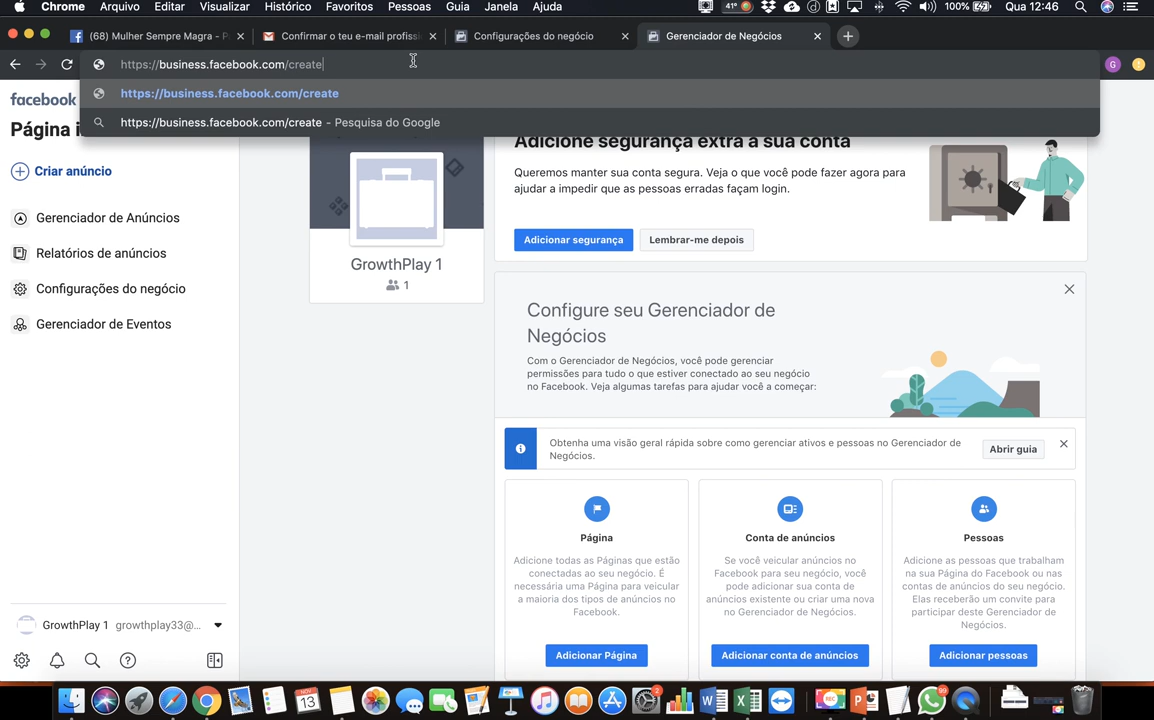 Chrome Arquivo Editar Visualizar Histórico Favoritos Pessoas Guia Janela Ajuda 41° 100% Qua 12:46
(68) Mulher Sempre Magra - P
Confirmar o teu e-mail profiss
Configurações do negócio
Gerenciador de Negócios
https://business.facebook.com/create
G
https://business.facebook.com/create
https://business.facebook.com/create - Pesquisa do Google
facebook
Página i
Criar anúncio
Gerenciador de Anúncios
Relatórios de anúncios
Configurações do negócio
Gerenciador de Eventos
GrowthPlay 1
1
Adicione segurança extra à sua conta
Queremos manter sua conta segura. Veja o que você pode fazer agora para
ajudar a impedir que as pessoas erradas façam login.
Adicionar segurança
Lembrar-me depois
Configure seu Gerenciador de
Negócios
Com o Gerenciador de Negócios, você pode gerenciar
permissões para tudo o que estiver conectado ao seu negócio
no Facebook. Veja algumas tarefas para ajudar você a começar:
Obtenha uma visão geral rápida sobre como gerenciar ativos e pessoas no Gerenciador de
Negócios.
Abrir guia
Página
Adicione todas as Páginas que estão
conectadas ao seu negócio. É
necessária uma Página para veicular
a maioria dos tipos de anúncios no
Facebook.
Adicionar Página
Conta de anúncios
Se você veicular anúncios no
Facebook para seu negócio, você
pode adicionar sua conta de
anúncios existente ou criar uma nova
no Gerenciador de Negócios.
Adicionar conta de anúncios
Pessoas
Adicione as pessoas que trabalham
na sua Página do Facebook ou nas
contas de anúncios do seu negócio.
Elas receberão um convite para
participar deste Gerenciador de
Negócios.
Adicionar pessoas
GrowthPlay 1 growthplay33@...
NOV
13
2
99